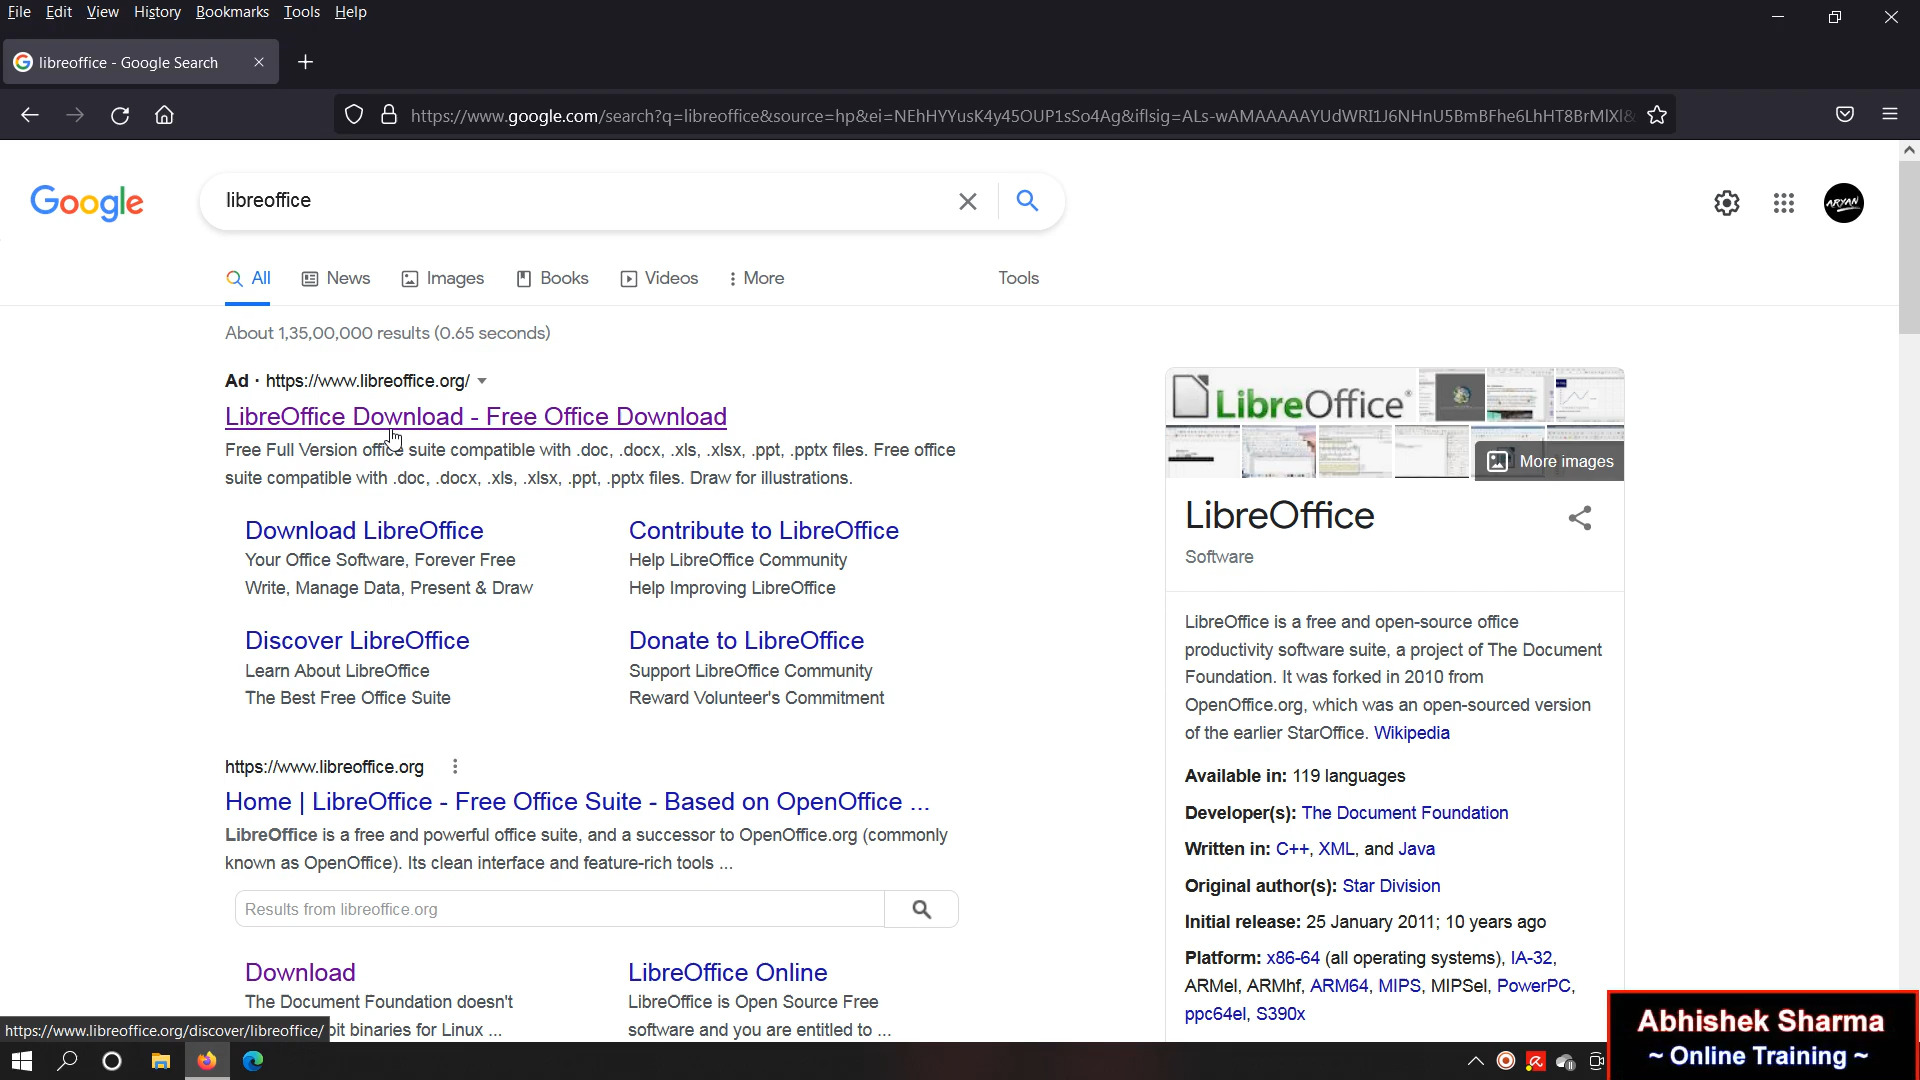 File Edit View History Bookmarks Tools Help
libreoffice - Google Search
https://www.google.com/search?q=libreoffice&source=hp&ei=NEhHYYusK4y45OUP1sSo4Ag&iflsig=ALs-wAMAAAAAYUdWRI1J6NHnU5BmBFhe6LhHT8BrMlXl&
Google
libreoffice
ARYAN
All News Images Books Videos More Tools
About 1,35,00,000 results (0.65 seconds)
Ad · https://www.libreoffice.org/
LibreOffice Download - Free Office Download
Free Full Version office suite compatible with .doc, .docx, .xls, .xlsx, .ppt, .pptx files. Free office
suite compatible with .doc, .docx, .xls, .xlsx, .ppt, .pptx files. Draw for illustrations.
Download LibreOffice
Your Office Software, Forever Free
Write, Manage Data, Present & Draw
Contribute to LibreOffice
Help LibreOffice Community
Help Improving LibreOffice
Discover LibreOffice
Learn About LibreOffice
The Best Free Office Suite
Donate to LibreOffice
Support LibreOffice Community
Reward Volunteer's Commitment
https://www.libreoffice.org
Home | LibreOffice - Free Office Suite - Based on OpenOffice ...
LibreOffice is a free and powerful office suite, and a successor to OpenOffice.org (commonly
known as OpenOffice). Its clean interface and feature-rich tools ...
Results from libreoffice.org
Download
The Document Foundation doesn't
bit binaries for Linux ...
LibreOffice Online
LibreOffice is Open Source Free
software and you are entitled to ...
https://www.libreoffice.org/discover/libreoffice/
LibreOffice
More images
LibreOffice
Software
LibreOffice is a free and open-source office
productivity software suite, a project of The Document
Foundation. It was forked in 2010 from
OpenOffice.org, which was an open-sourced version
of the earlier StarOffice. Wikipedia
Available in: 119 languages
Developer(s): The Document Foundation
Written in: C++, XML, and Java
Original author(s): Star Division
Initial release: 25 January 2011; 10 years ago
Platform: x86-64 (all operating systems), IA-32,
ARMel, ARMhf, ARM64, MIPS, MIPSel, PowerPC,
ppc64el, S390x
Abhishek Sharma
~ Online Training ~